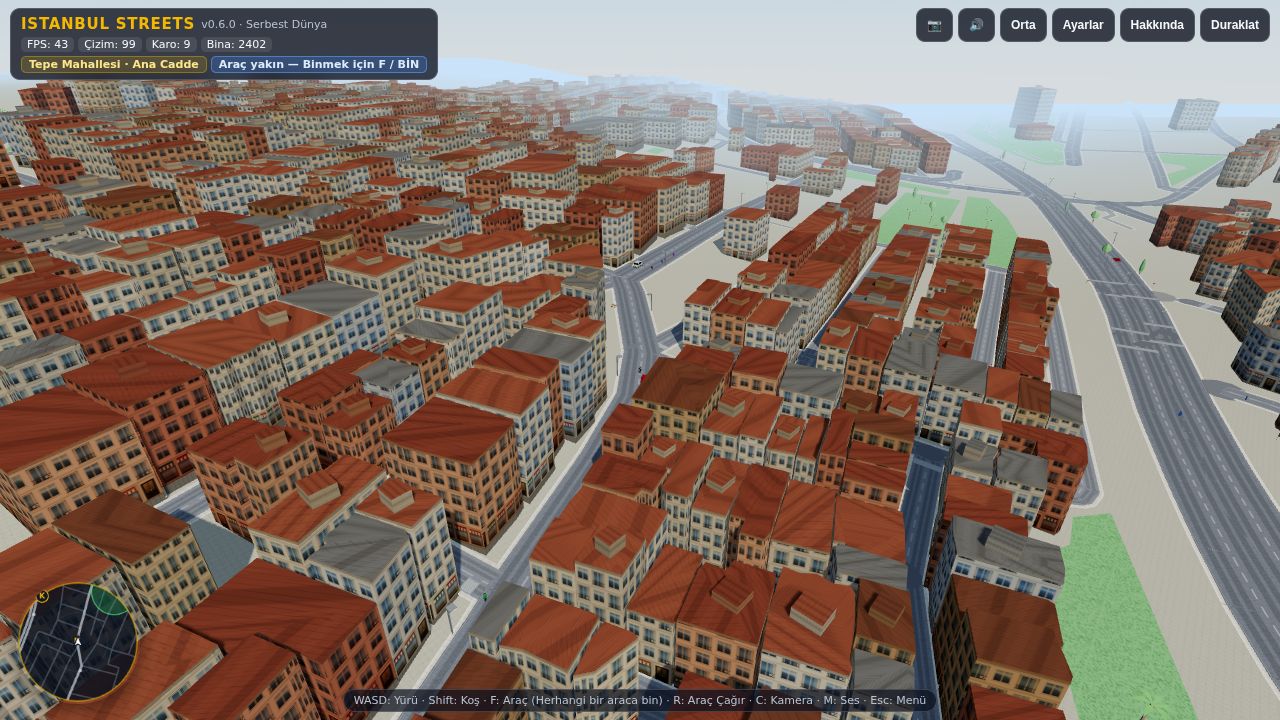 ISTANBUL STREETS v0.6.0 · Serbest Dünya
FPS: 43 Çizim: 99 Karo: 9 Bina: 2402
Tepe Mahallesi · Ana Cadde Araç yakın — Binmek için F / BİN
Orta Ayarlar Hakkında Duraklat
K
WASD: Yürü · Shift: Koş · F: Araç (Herhangi bir araca bin) · R: Araç Çağır · C: Kamera · M: Ses · Esc: Menü